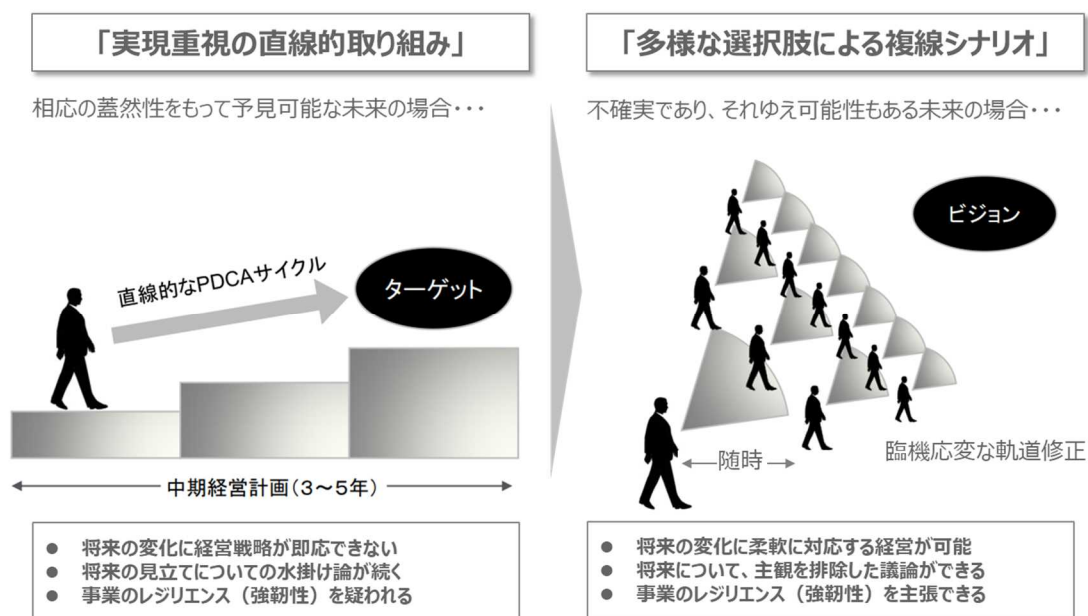 「実現重視の直線的取り組み」
相応の蓋然性をもって予見可能な未来の場合・・・
直線的なPDCAサイクル
ターゲット
中期経営計画（3～5年）
● 将来の変化に経営戦略が即応できない
● 将来の見立てについての水掛け論が続く
● 事業のレジリエンス（強靭性）を疑われる
「多様な選択肢による複線シナリオ」
不確実であり、それゆえ可能性もある未来の場合・・・
ビジョン
随時
臨機応変な軌道修正
● 将来の変化に柔軟に対応する経営が可能
● 将来について、主観を排除した議論ができる
● 事業のレジリエンス（強靭性）を主張できる